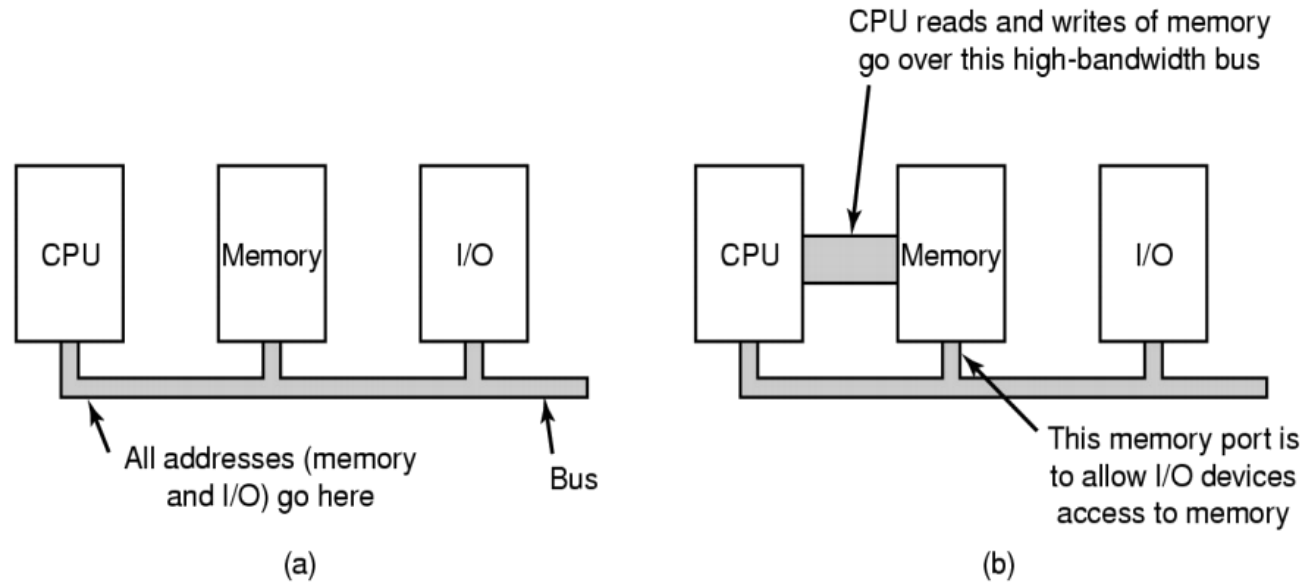 CPU reads and writes of memory
go over this high-bandwidth bus
CPU
Memory
I/O
All addresses (memory
and I/O) go here
Bus
(a)
CPU
Memory
I/O
This memory port is
to allow I/O devices
access to memory
(b)